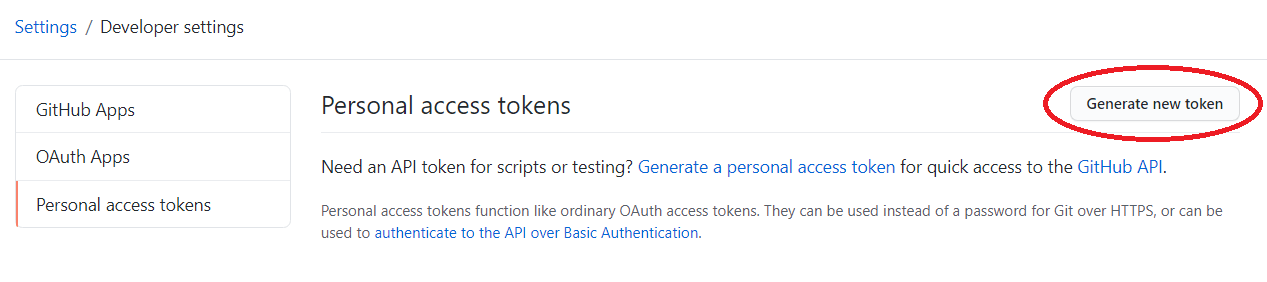 Settings / Developer settings
GitHub Apps
OAuth Apps
Personal access tokens
Personal access tokens
Generate new token
Need an API token for scripts or testing? Generate a personal access token for quick access to the GitHub API.
Personal access tokens function like ordinary OAuth access tokens. They can be used instead of a password for Git over HTTPS, or can be
used to authenticate to the API over Basic Authentication.